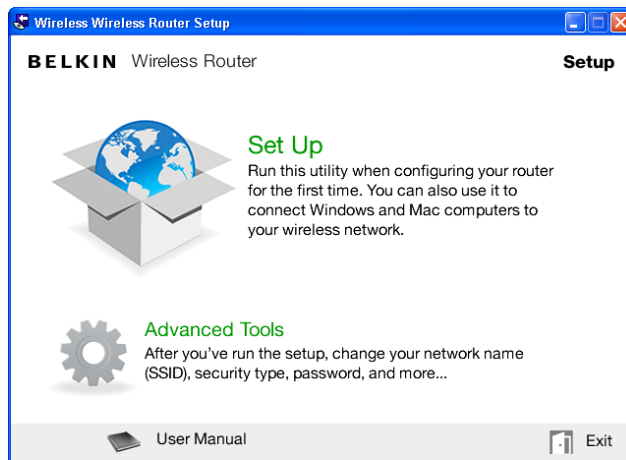 Wireless Wireless Router Setup
BELKIN Wireless Router
Setup
Set Up
Run this utility when configuring your router
for the first time. You can also use it to
connect Windows and Mac computers to
your wireless network.
Advanced Tools
After you've run the setup, change your network name
(SSID), security type, password, and more...
User Manual
Exit